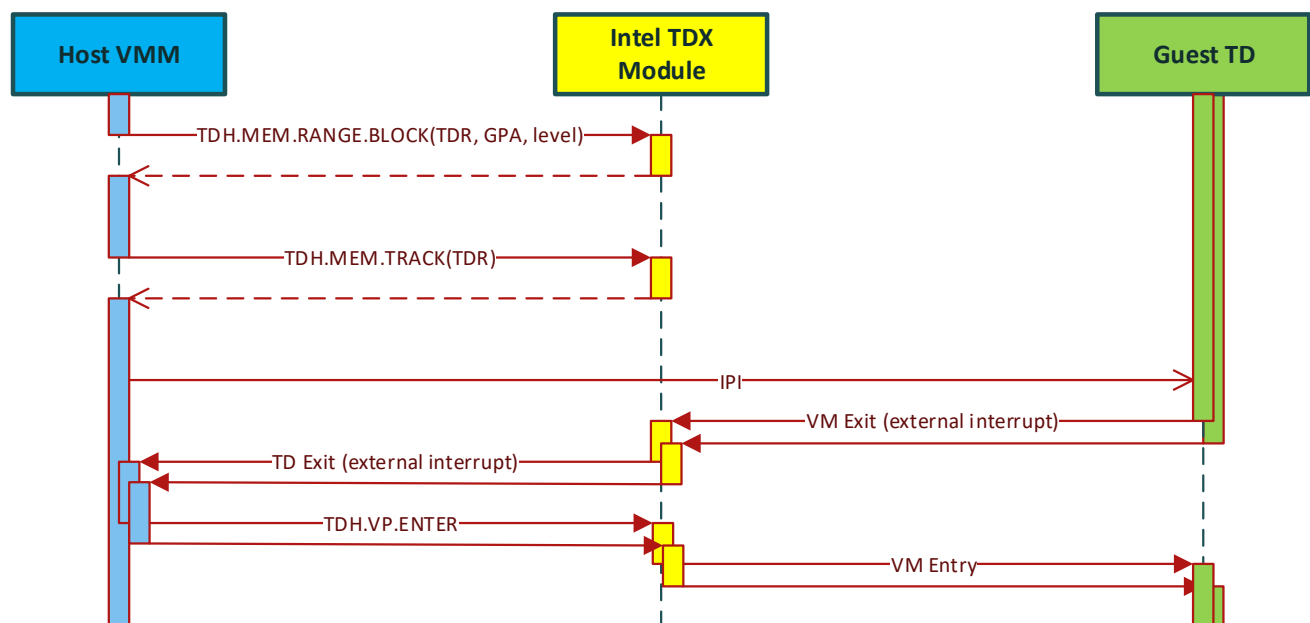 Host VMM
Intel TDX
Module
Guest TD
TDH.MEM.RANGE.BLOCK(TDR, GPA, level)
TDH.MEM.TRACK(TDR)
IPI
VM Exit (external interrupt)
TD Exit (external interrupt)
TDH.VP.ENTER
VM Entry